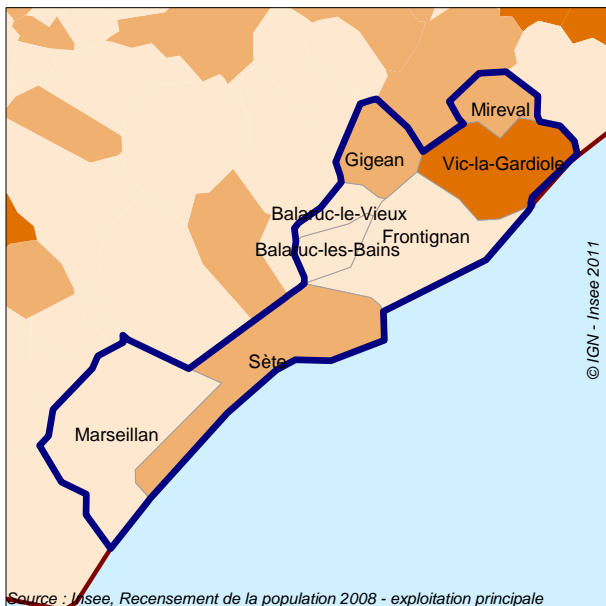 Mireval
Gigean
Vic-la-Gardiole
Balaruc-le-Vieux
Frontignan
Balaruc-les-Bains
Sète
Marseillan
© IGN - Insee 2011
Source : Insee, Recensement de la population 2008 - exploitation principale